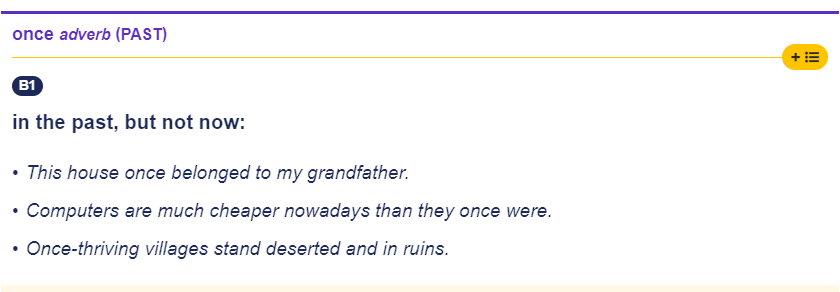 once adverb (PAST)
+
B1
in the past, but not now:
• This house once belonged to my grandfather.
• Computers are much cheaper nowadays than they once were.
• Once-thriving villages stand deserted and in ruins.